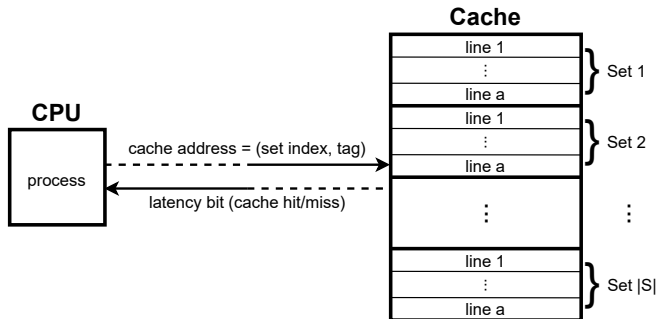 Cache
line 1
⋮
line a
Set 1
line 1
⋮
line a
Set 2
CPU
process
cache address = (set index, tag)
latency bit (cache hit/miss)
⋮
⋮
line 1
⋮
line a
Set |S|